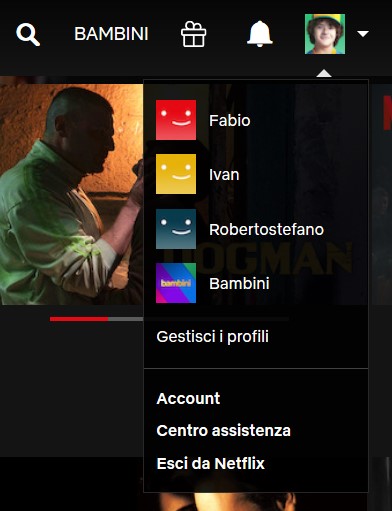 BAMBINI
Fabio
Ivan
Robertostefano
OGMAN
bambini
Bambini
Gestisci i profili
Account
Centro assistenza
Esci da Netflix